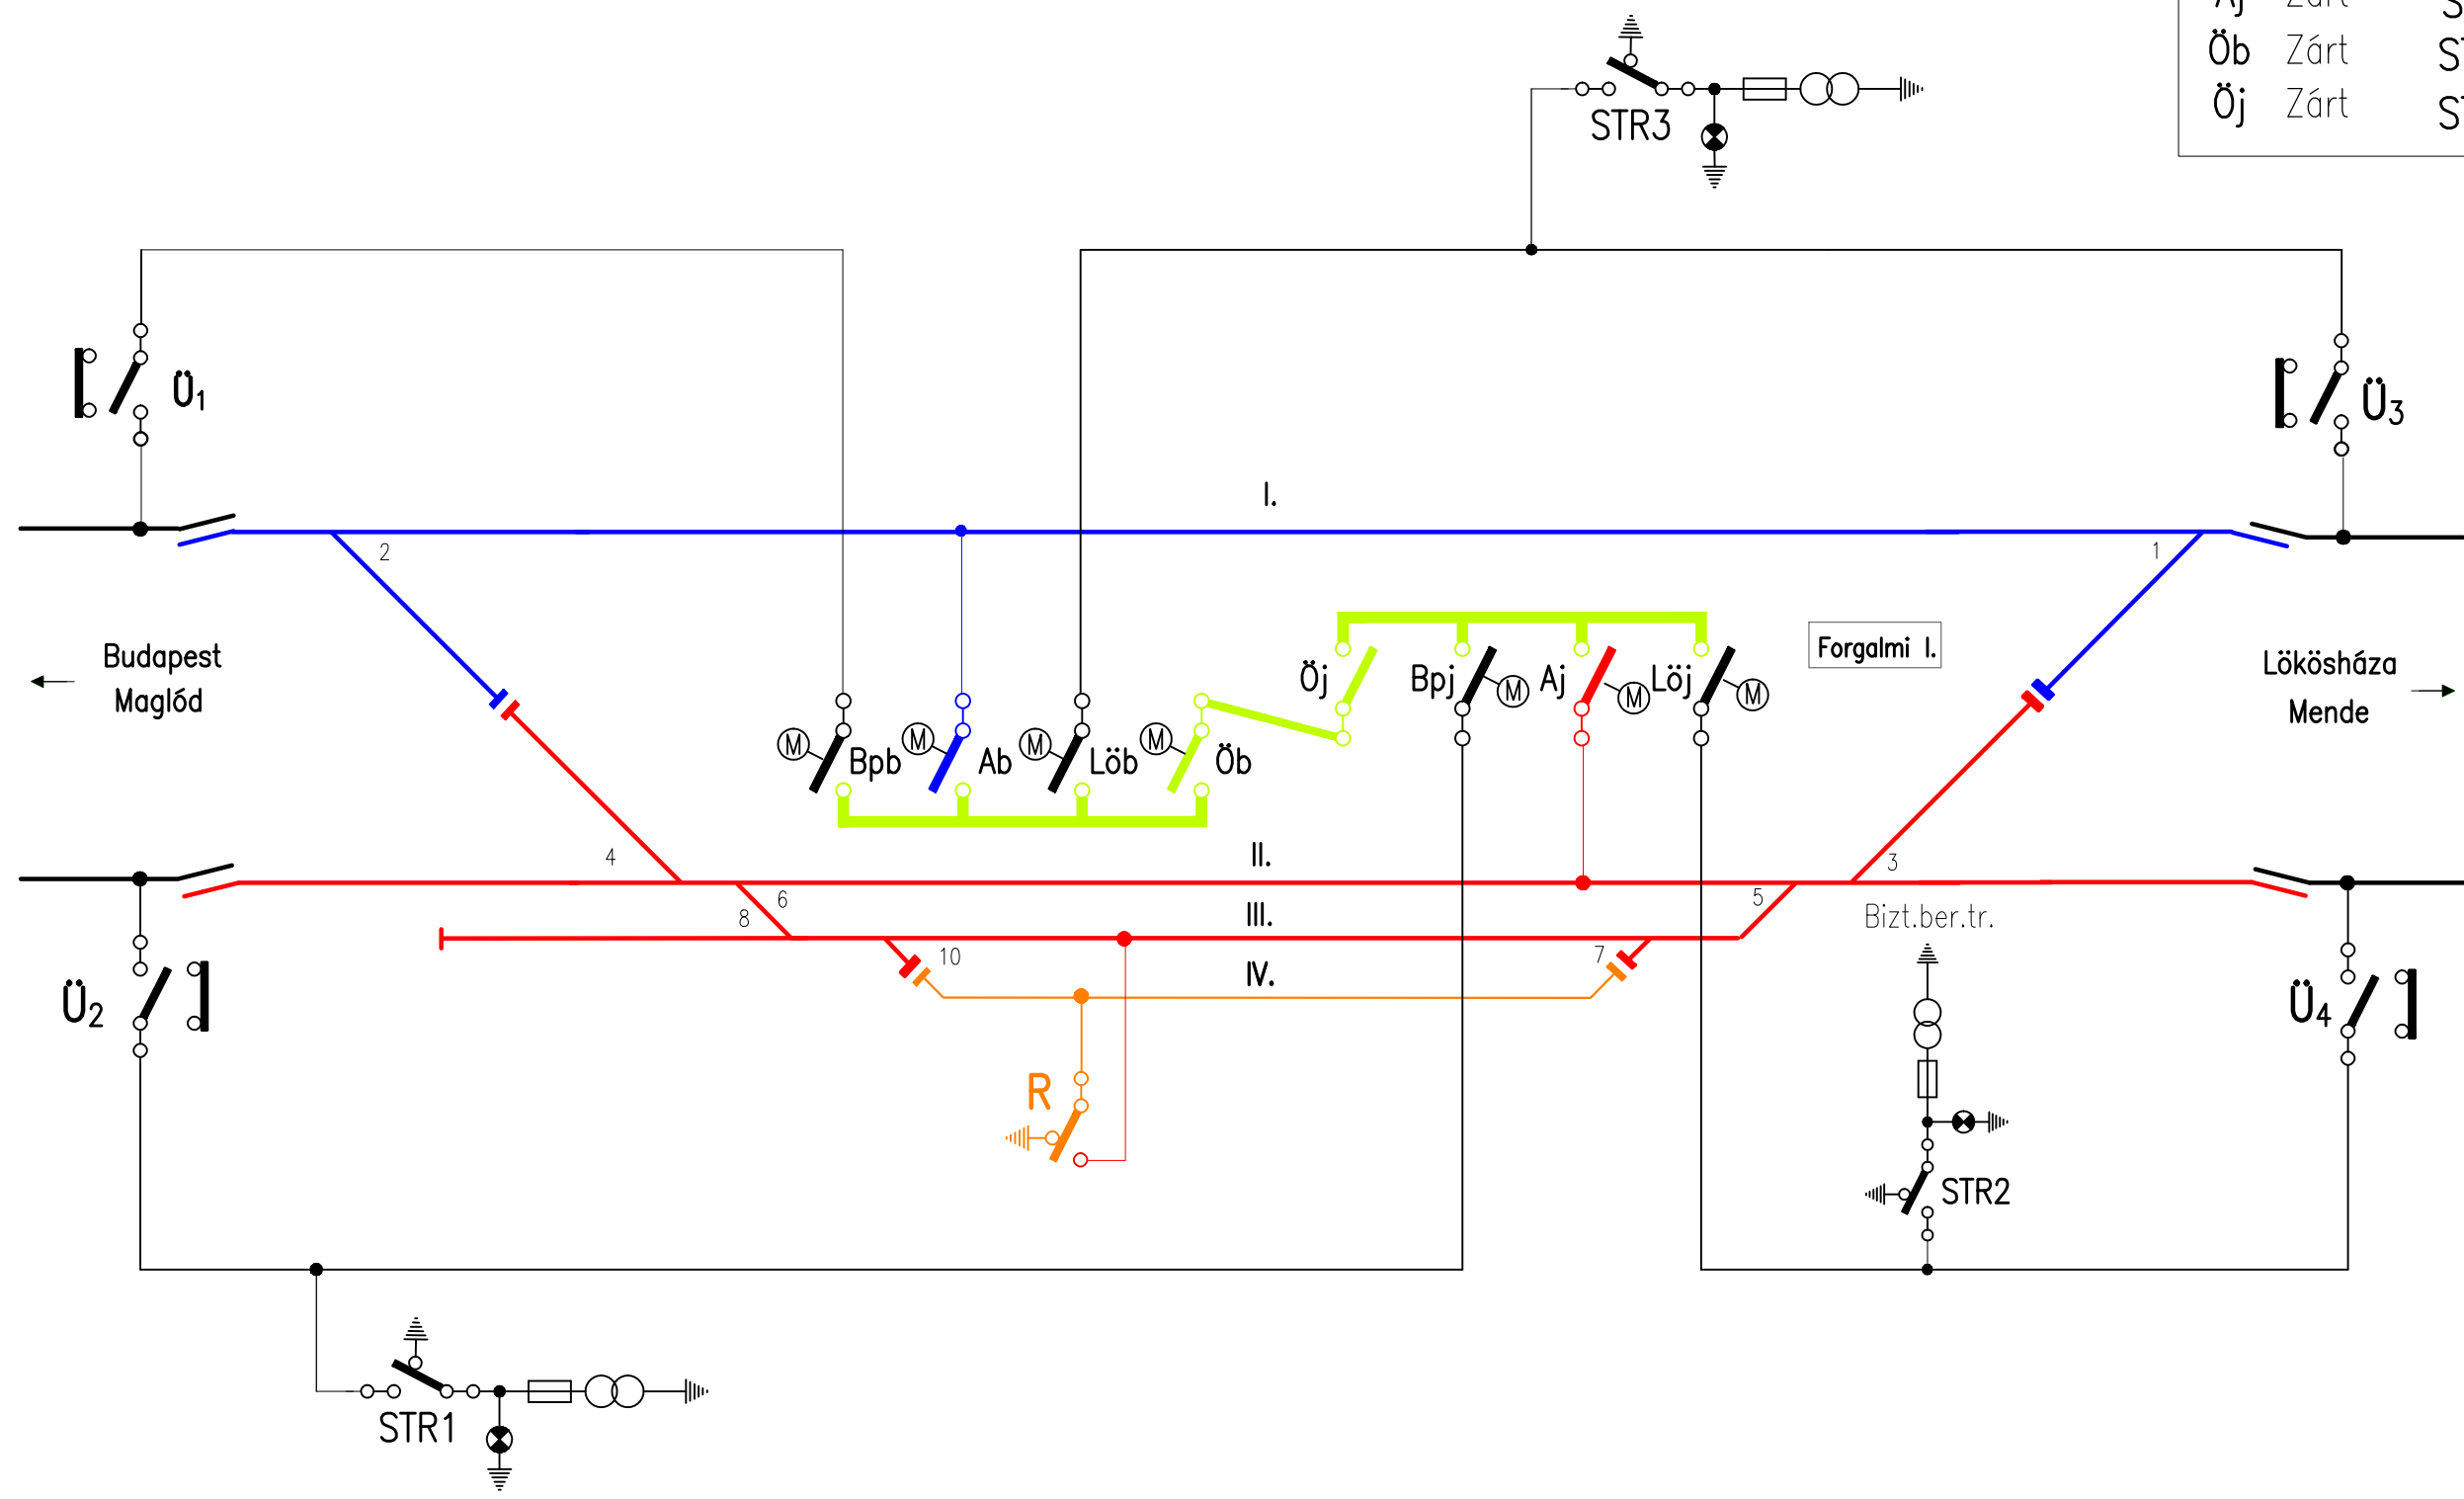 Öb Zárt
Öj Zárt
STR3
Ü1
Ü3
I.
2
1
Budapest
Maglód
Forgalmi I.
Lökösháza
Mende
Öj
Bpj
M
Aj
M
Löj
M
M
Bpb
M
Ab
M
Löb
M
Öb
4
II.
3
6
8
III.
5
Bizt.ber.tr.
10
IV.
7
Ü2
Ü4
R
STR2
STR1